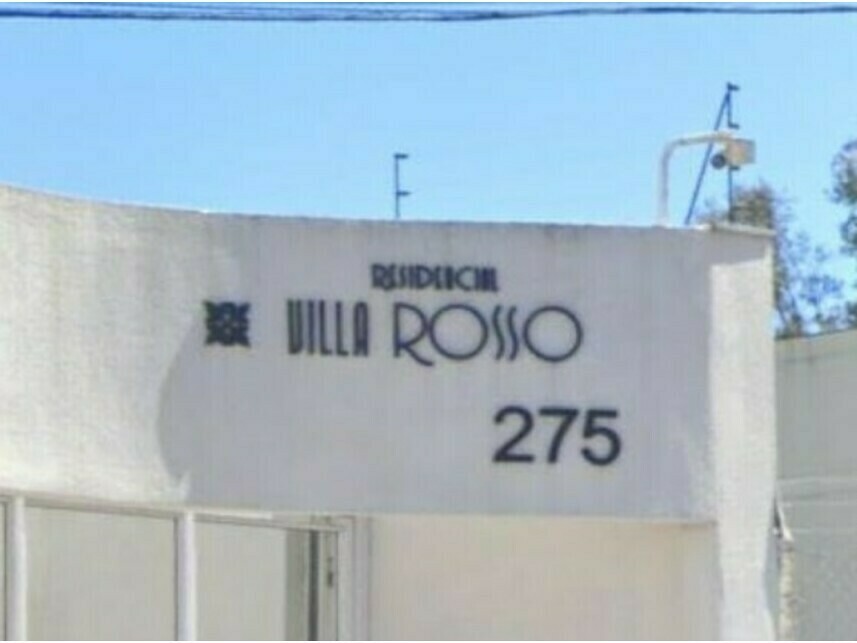 RESIDENCIAL
VILLA ROSSO
275